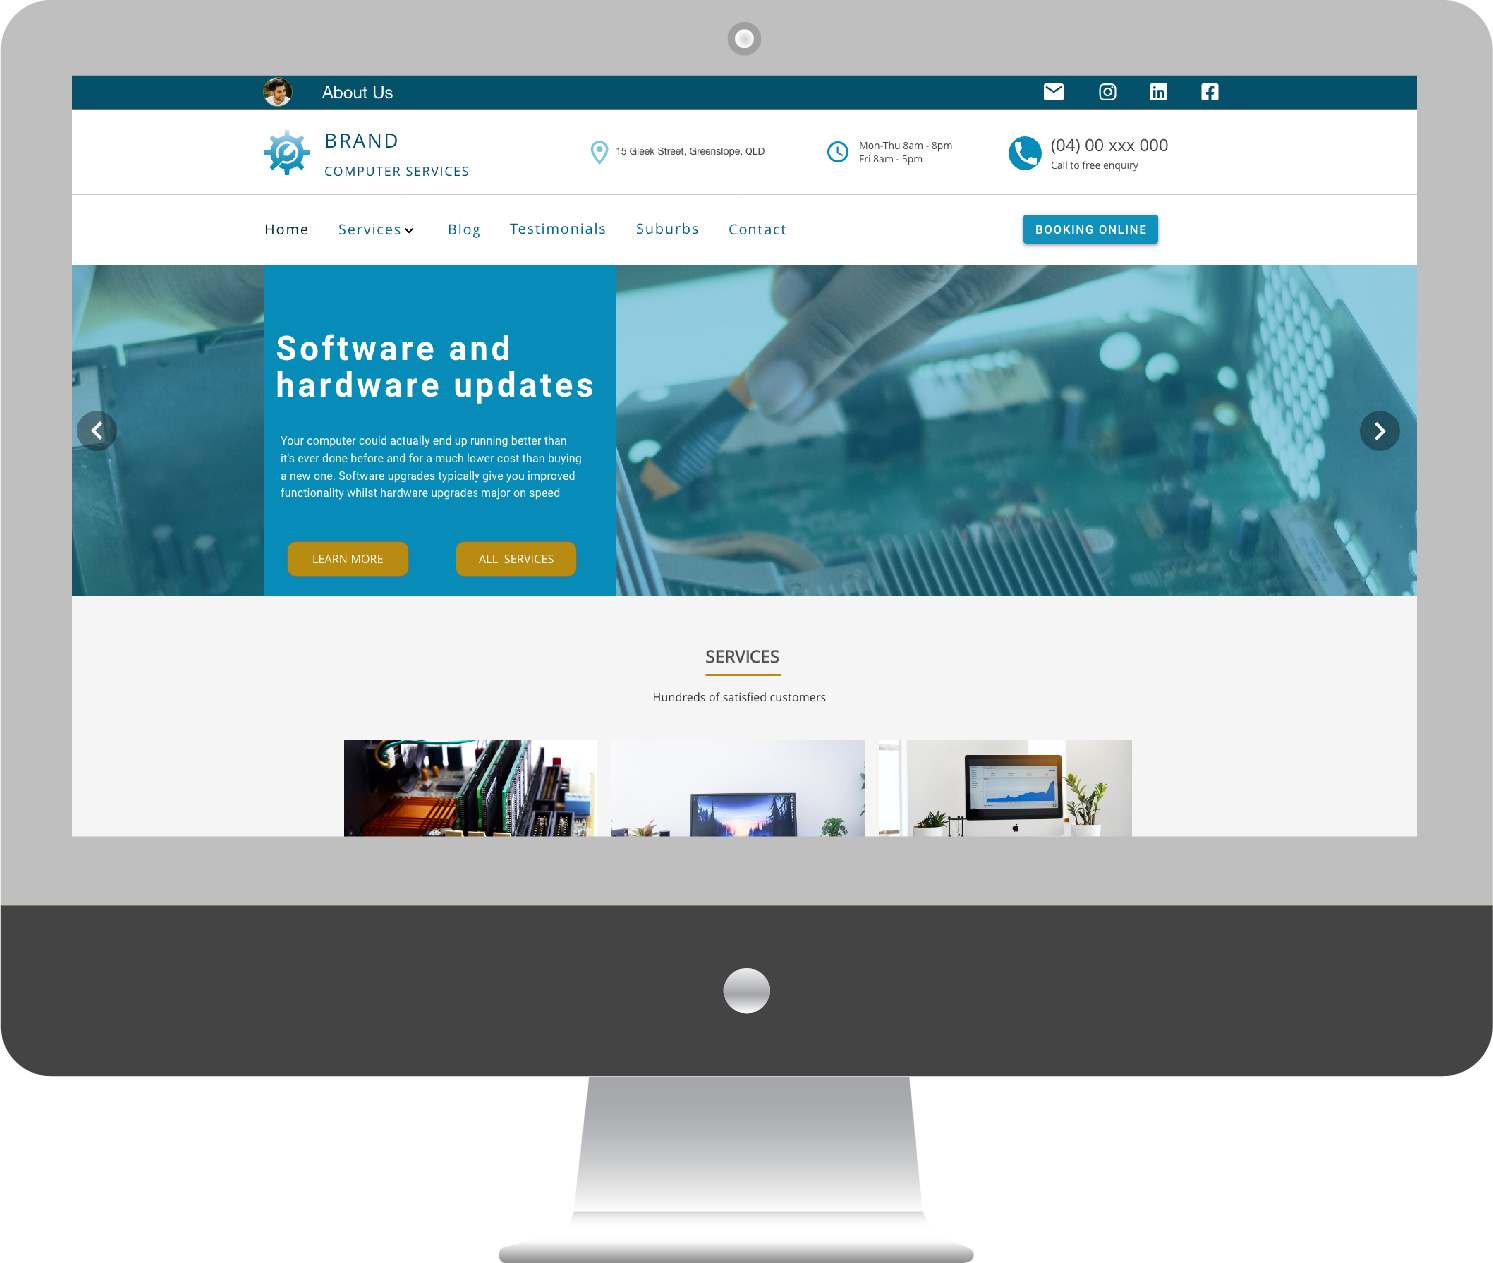 About Us
BRAND
COMPUTER SERVICES
15 Gleek Street, Greenslope, QLD
Mon-Thu 8am - 8pm
Fri 8am - 5pm
(04) 00 xxx 000
Call to free enquiry
Home Services Blog Testimonials Suburbs Contact
BOOKING ONLINE
Software and
hardware updates
Your computer could actually end up running better than
it's ever done before and for a much lower cost than buying
a new one. Software upgrades typically give you improved
functionality whilst hardware upgrades major on speed
LEARN MORE
ALL SERVICES
SERVICES
Hundreds of satisfied customers